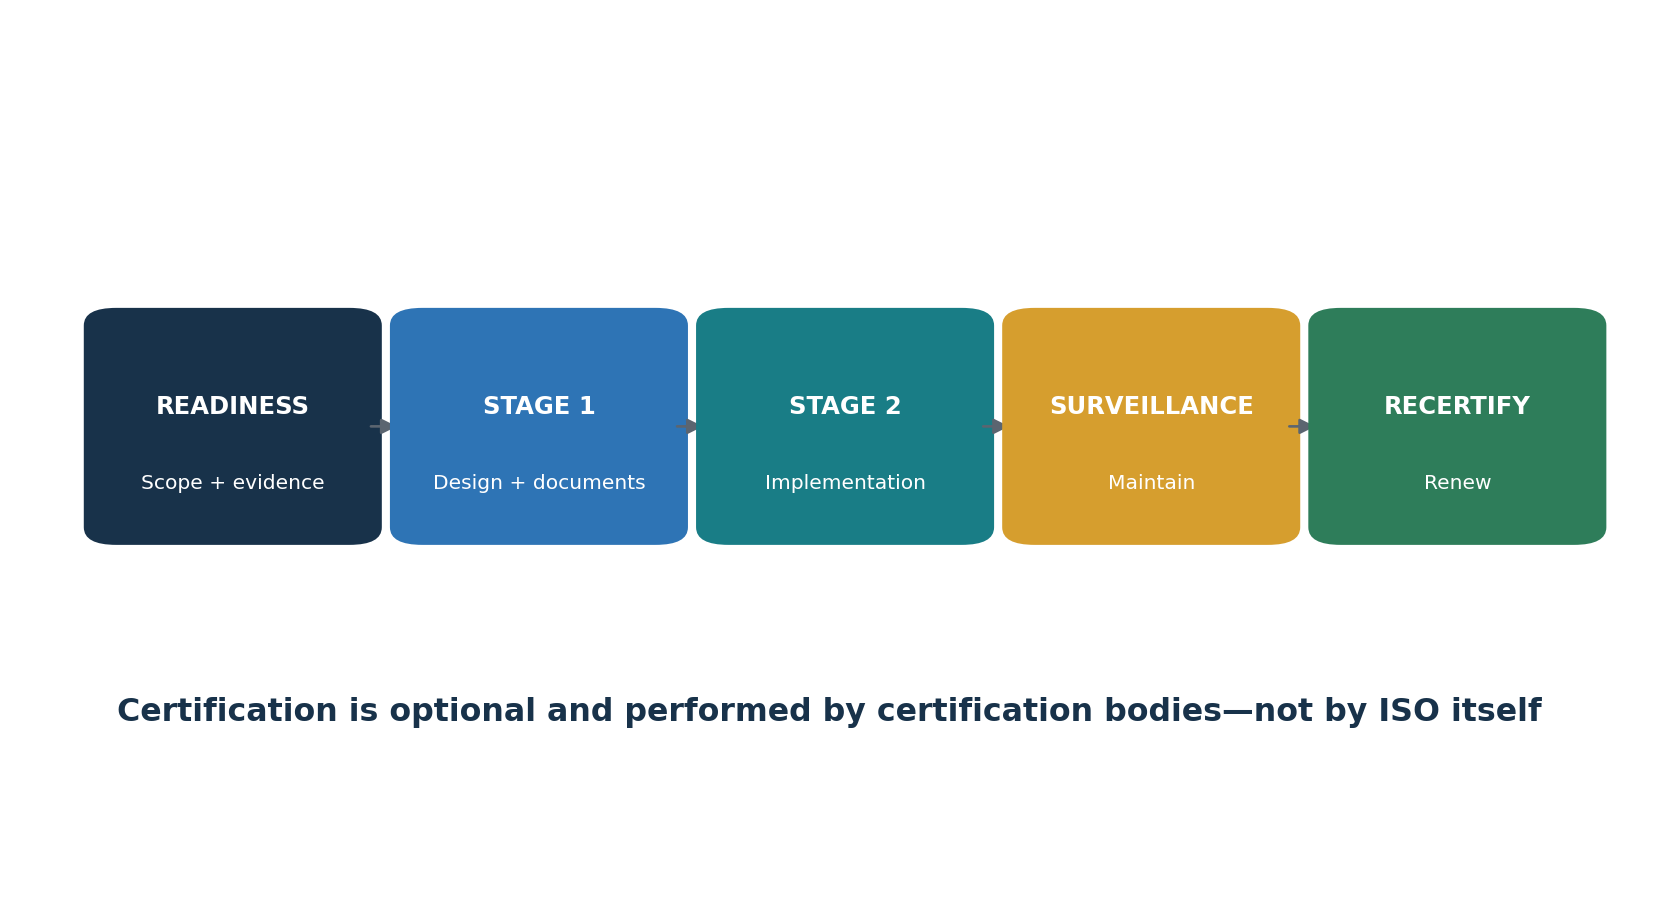 READINESS
Scope + evidence
STAGE 1
Design + documents
STAGE 2
Implementation
SURVEILLANCE
Maintain
RECERTIFY
Renew
Certification is optional and performed by certification bodies—not by ISO itself